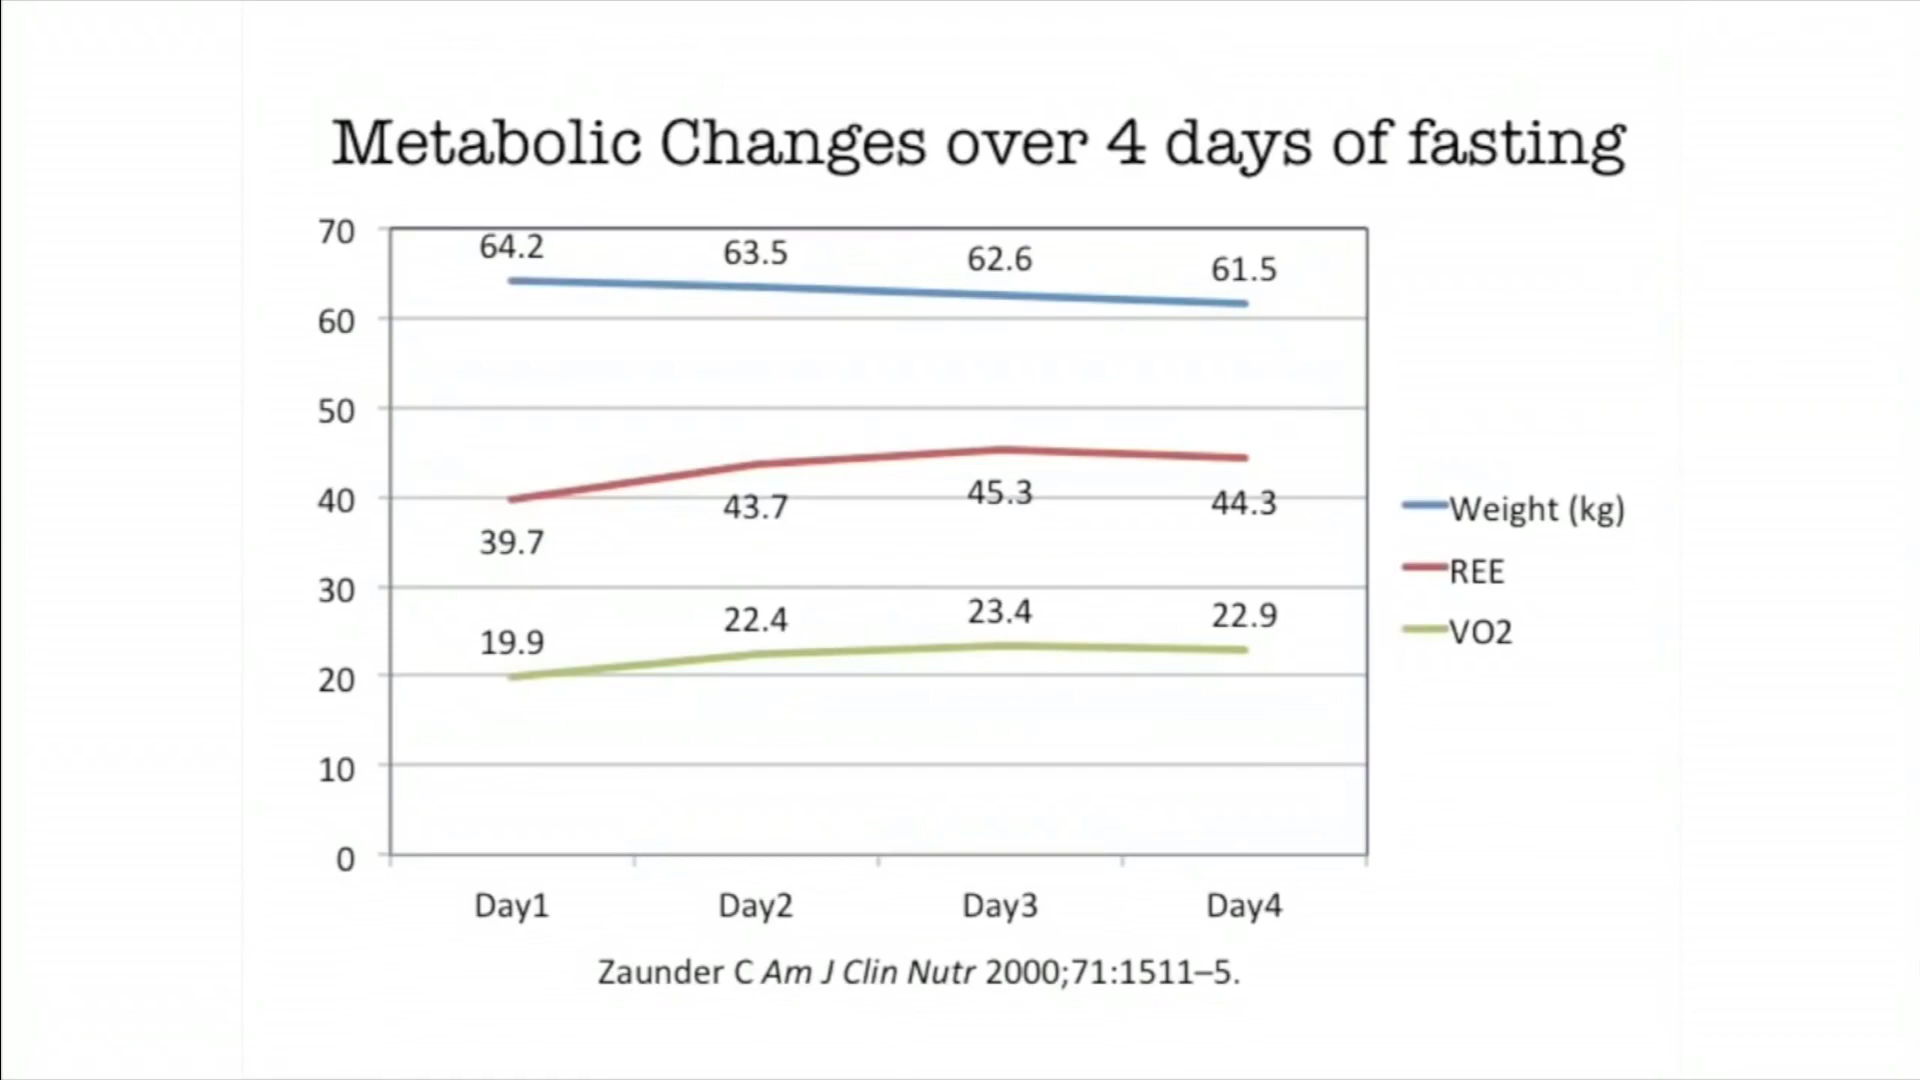 Metabolic Changes over 4 days of fasting
70
60
50
40
30
20
10
0
64.2
63.5
62.6
61.5
39.7
43.7
45.3
44.3
19.9
22.4
23.4
22.9
Weight (kg)
REE
VO2
Day1
Day2
Day3
Day4
Zaunder C Am J Clin Nutr 2000;71:1511–5.